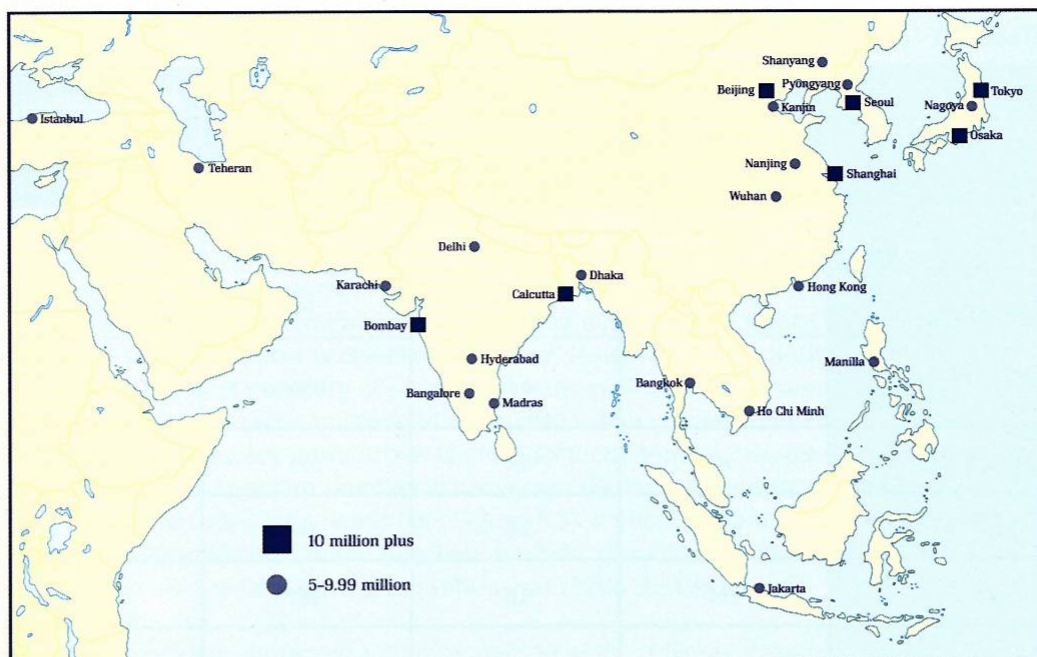 Shanyang
Pyongyang
Beijing
Kanjin
Seoul
Tokyo
Nagoya
Osaka
Istanbul
Teheran
Nanjing
Shanghai
Wuhan
Delhi
Dhaka
Karachi
Calcutta
Hong Kong
Bombay
Hyderabad
Manilla
Bangkok
Bangalore
Madras
Ho Chi Minh
10 million plus
5–9.99 million
Jakarta